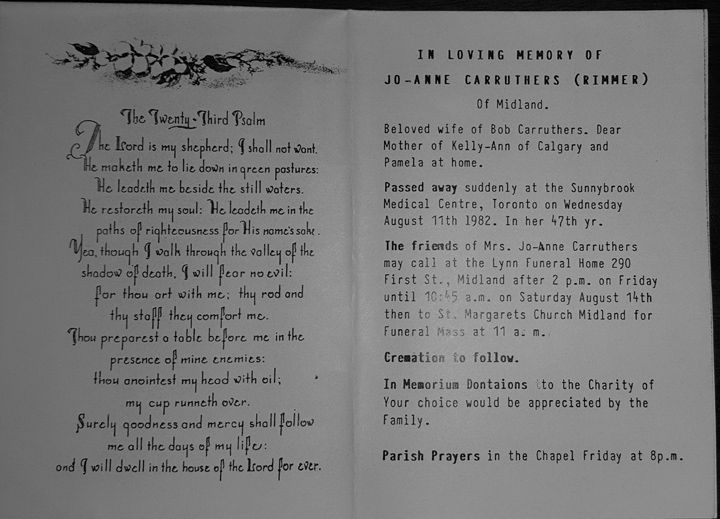 The Twenty-Third Psalm
The Lord is my shepherd; I shall not want.
He maketh me to lie down in green pastures:
He leadeth me beside the still waters.
He restoreth my soul: He leadeth me in the
paths of righteousness for His name's sake.
Yea, though I walk through the valley of the
shadow of death, I will fear no evil:
for thou art with me; thy rod and
thy staff they comfort me.
Thou preparest a table before me in the
presence of mine enemies:
thou anointest my head with oil;
my cup runneth over.
Surely goodness and mercy shall follow
me all the days of my life:
and I will dwell in the house of the Lord for ever.
IN LOVING MEMORY OF
JO-ANNE CARRUTHERS (RIMMER)
Of Midland.
Beloved wife of Bob Carruthers. Dear
Mother of Kelly-Ann of Calgary and
Pamela at home.
Passed away suddenly at the Sunnybrook
Medical Centre, Toronto on Wednesday
August 11th 1982. In her 47th yr.
The friends of Mrs. Jo-Anne Carruthers
may call at the Lynn Funeral Home 290
First St., Midland after 2 p.m. on Friday
until 10:45 a.m. on Saturday August 14th
then to St. Margarets Church Midland for
Funeral Mass at 11 a.m.
Cremation to follow.
In Memorium Dontaions to the Charity of
Your choice would be appreciated by the
Family.
Parish Prayers in the Chapel Friday at 8p.m.